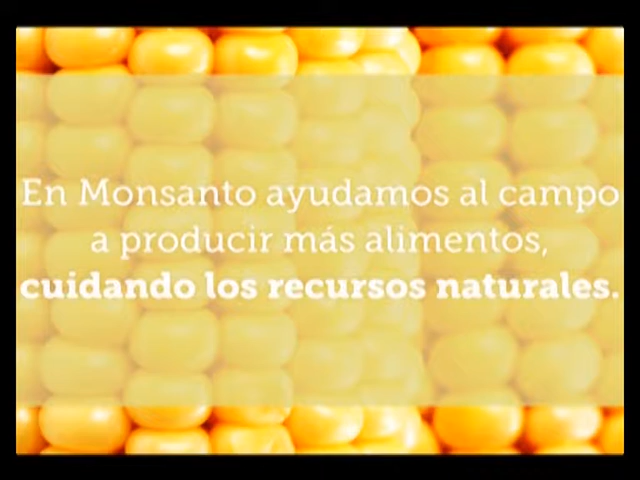 En Monsanto ayudamos al campo
a producir más alimentos,
cuidando los recursos naturales.